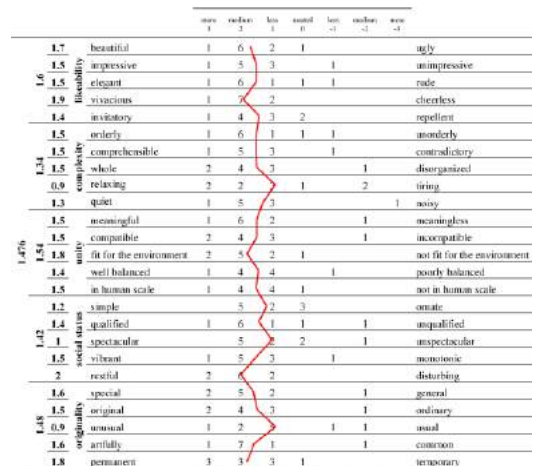 more medium less neutral less medium more
3 2 1 0 -1 -2 -3
1.7 beautiful 1 6 2 1 ugly
1.5 impressive 1 5 3 1 unimpressive
1.5 elegant 1 6 1 1 1 rude
1.9 vivacious 1 7 2 cheerless
1.4 invitatory 1 4 3 2 repellent
1.6 likeability
1.5 orderly 1 6 1 1 1 unorderly
1.5 comprehensible 1 5 3 1 contradictory
1.5 whole 2 4 3 1 disorganized
0.9 relaxing 2 2 2 1 2 tiring
1.3 quiet 1 5 3 1 noisy
1.34 complexity
1.5 meaningful 1 6 2 1 meaningless
1.5 compatible 2 4 3 1 incompatible
1.8 fit for the environment 2 5 2 1 not fit for the environment
1.4 well balanced 1 4 4 1 poorly balanced
1.5 in human scale 1 4 4 1 not in human scale
1.476 1.54 unity
1.2 simple 5 2 3 ornate
1.4 qualified 1 6 1 1 1 unqualified
1 spectacular 5 2 2 1 unspectacular
1.5 vibrant 1 5 3 1 monotonic
2 restful 2 6 2 disturbing
1.42 social status
1.6 special 2 5 2 1 general
1.5 original 2 4 3 1 ordinary
0.9 unusual 1 2 1 1 usual
1.6 artfully 1 7 1 1 common
1.8 permanent 3 3 3 1 temporary
1.48 originality